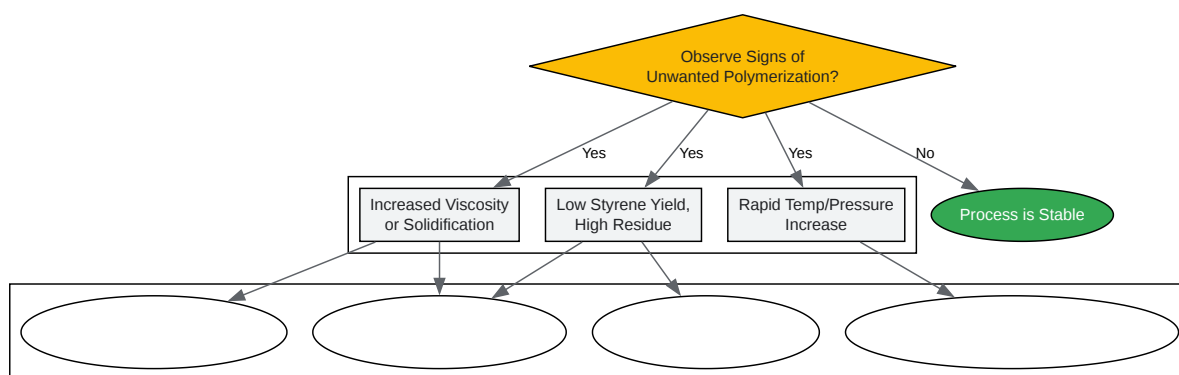 Observe Signs of
Unwanted Polymerization?
Yes
Yes
Yes
No
Increased Viscosity
or Solidification
Low Styrene Yield,
High Residue
Rapid Temp/Pressure
Increase
Process is Stable